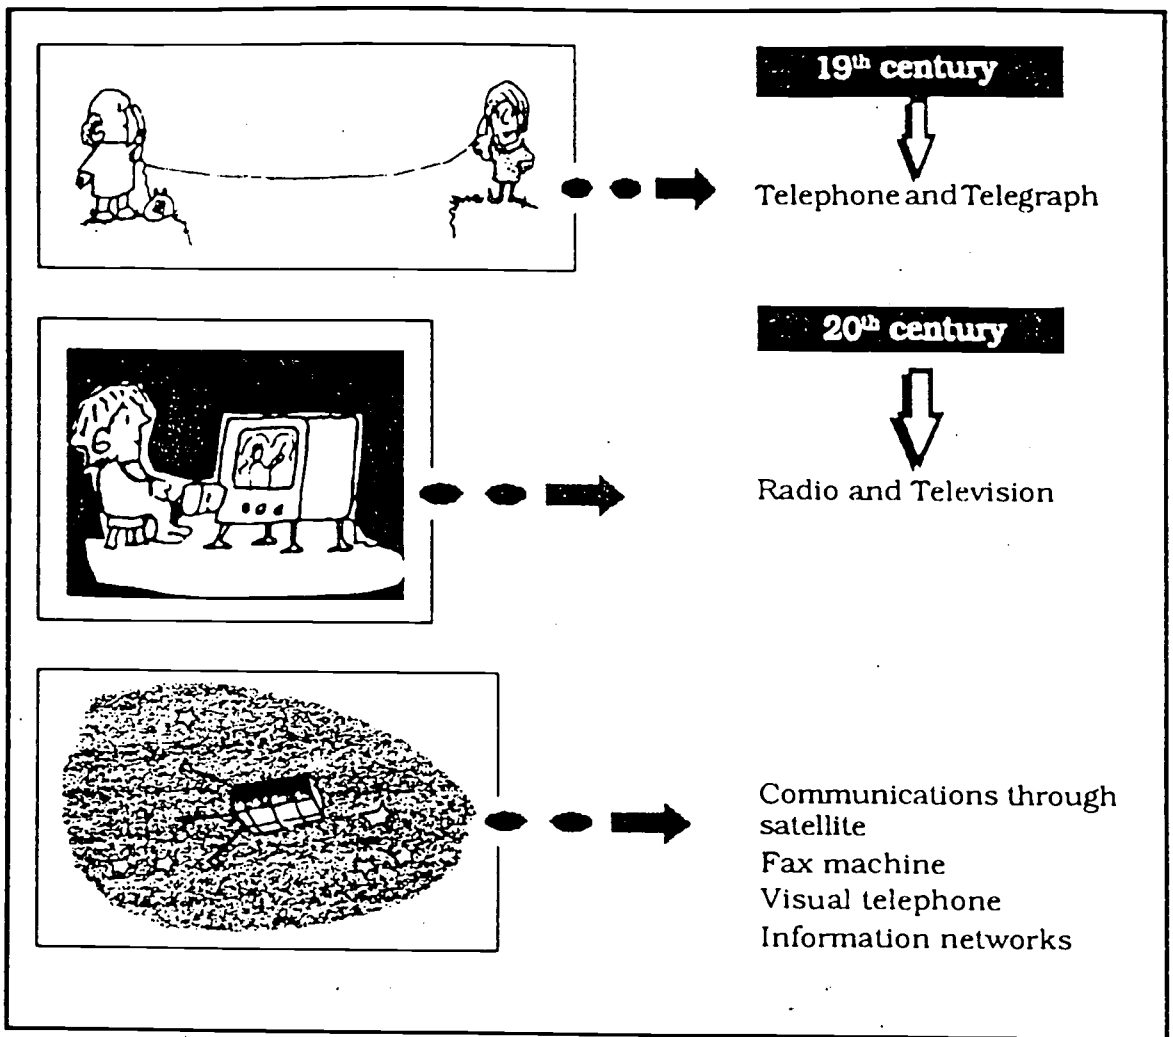 19th century
Telephone and Telegraph
20th century
Radio and Television
Communications through
satellite
Fax machine
Visual telephone
Information networks